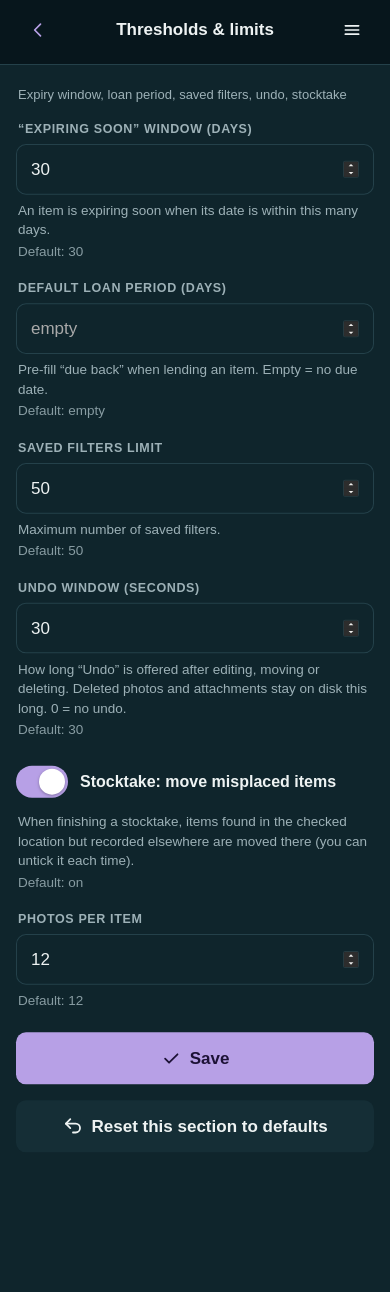 Thresholds & limits
Expiry window, loan period, saved filters, undo, stocktake
“EXPIRING SOON” WINDOW (DAYS)
30
An item is expiring soon when its date is within this many
days.
Default: 30
DEFAULT LOAN PERIOD (DAYS)
empty
Pre-fill “due back” when lending an item. Empty = no due
date.
Default: empty
SAVED FILTERS LIMIT
50
Maximum number of saved filters.
Default: 50
UNDO WINDOW (SECONDS)
30
How long “Undo” is offered after editing, moving or
deleting. Deleted photos and attachments stay on disk this
long. 0 = no undo.
Default: 30
Stocktake: move misplaced items
When finishing a stocktake, items found in the checked
location but recorded elsewhere are moved there (you can
untick it each time).
Default: on
PHOTOS PER ITEM
12
Default: 12
Save
Reset this section to defaults